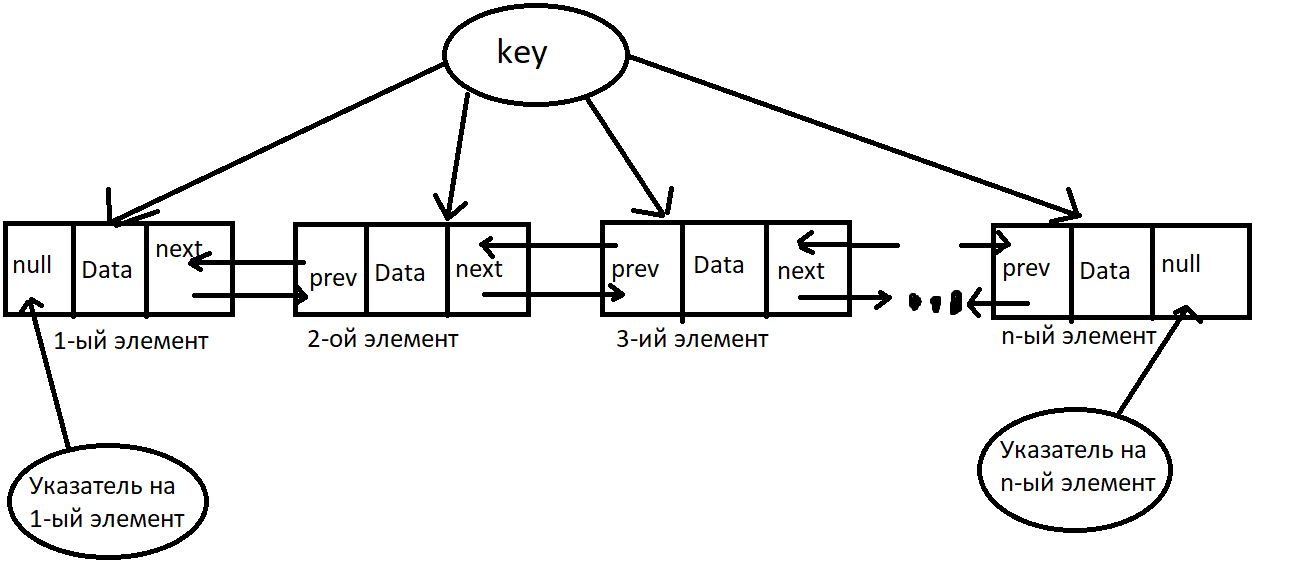 key
null
Data
next
prev
Data
next
prev
Data
next
prev
Data
null
1-ый элемент
2-ой элемент
3-ий элемент
n-ый элемент
Указатель на
1-ый элемент
Указатель на
n-ый элемент